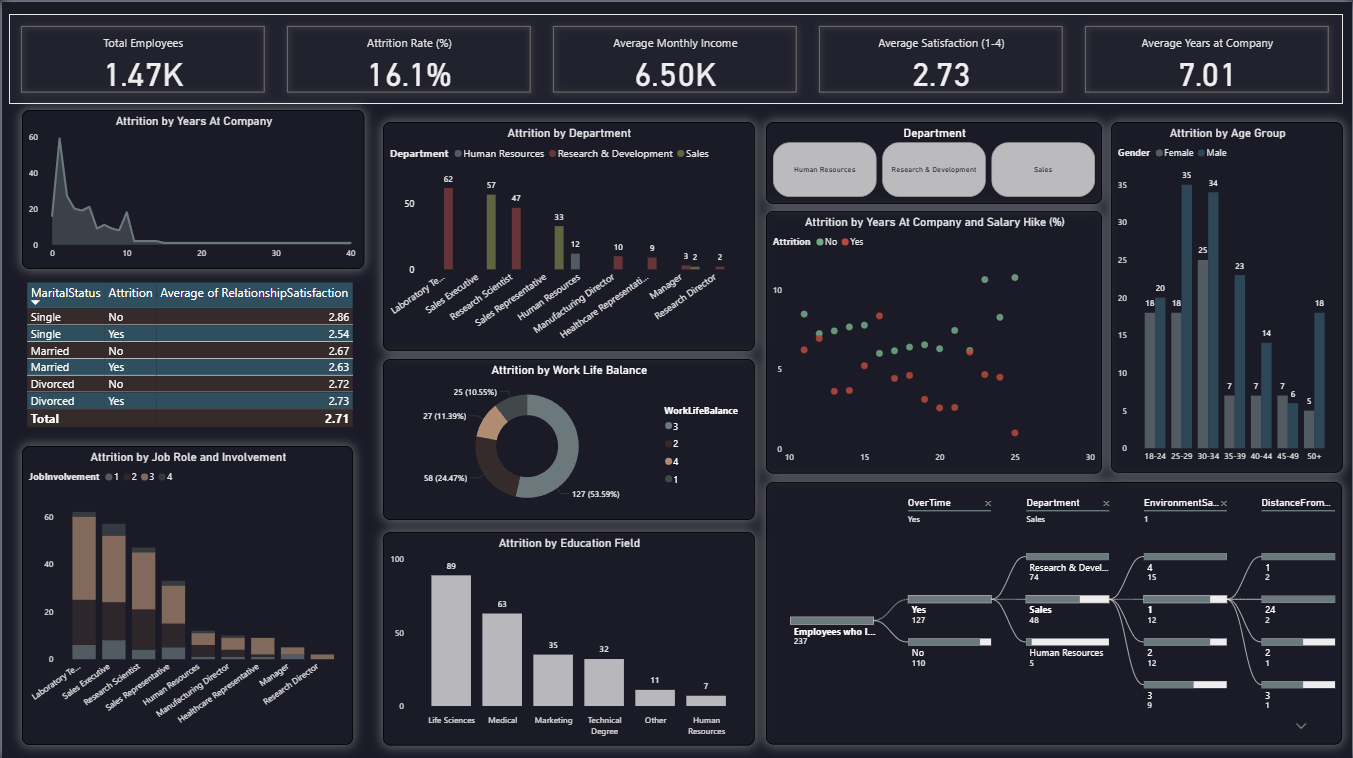 Total Employees
1.47K
Attrition Rate (%)
16.1%
Average Monthly Income
6.50K
Average Satisfaction (1-4)
2.73
Average Years at Company
7.01
Attrition by Years At Company
60
40
20
0
0 10 20 30 40
MaritalStatus Attrition Average of RelationshipSatisfaction
Single No 2.86
Single Yes 2.54
Married No 2.67
Married Yes 2.63
Divorced No 2.72
Divorced Yes 2.73
Total 2.71
Attrition by Job Role and Involvement
JobInvolvement 1 2 3 4
60
40
20
0
Laboratory Te...
Sales Executive
Research Scientist
Sales Representative
Human Resources
Manufacturing Director
Healthcare Representative
Manager
Research Director
Attrition by Department
Department Human Resources Research & Development Sales
50
0
62
57
47
33
12
10
9
3 2
2
Laboratory Te...
Sales Executive
Research Scientist
Sales Representative
Human Resources
Manufacturing Director
Healthcare Representati...
Manager
Research Director
Attrition by Work Life Balance
25 (10.55%)
27 (11.39%)
58 (24.47%)
127 (53.59%)
WorkLifeBalance
3
2
4
1
Attrition by Education Field
100
50
0
89
63
35
32
11
7
Life Sciences
Medical
Marketing
Technical
Degree
Other
Human
Resources
Department
Human Resources
Research & Development
Sales
Attrition by Years At Company and Salary Hike (%)
Attrition No Yes
10
5
0
10 15 20 25 30
Attrition by Age Group
Gender Female Male
35
30
25
20
15
10
5
0
18 20
18 35
25 34
7 23
7 14
7 6
5 18
18-24 25-29 30-34 35-39 40-44 45-49 50+
OverTime
Yes
Department
Sales
EnvironmentSa...
1
DistanceFrom...
Employees who l...
237
Yes
127
No
110
Research & Devel...
74
Sales
48
Human Resources
5
4
15
1
12
2
12
3
9
1
2
24
2
2
1
3
1